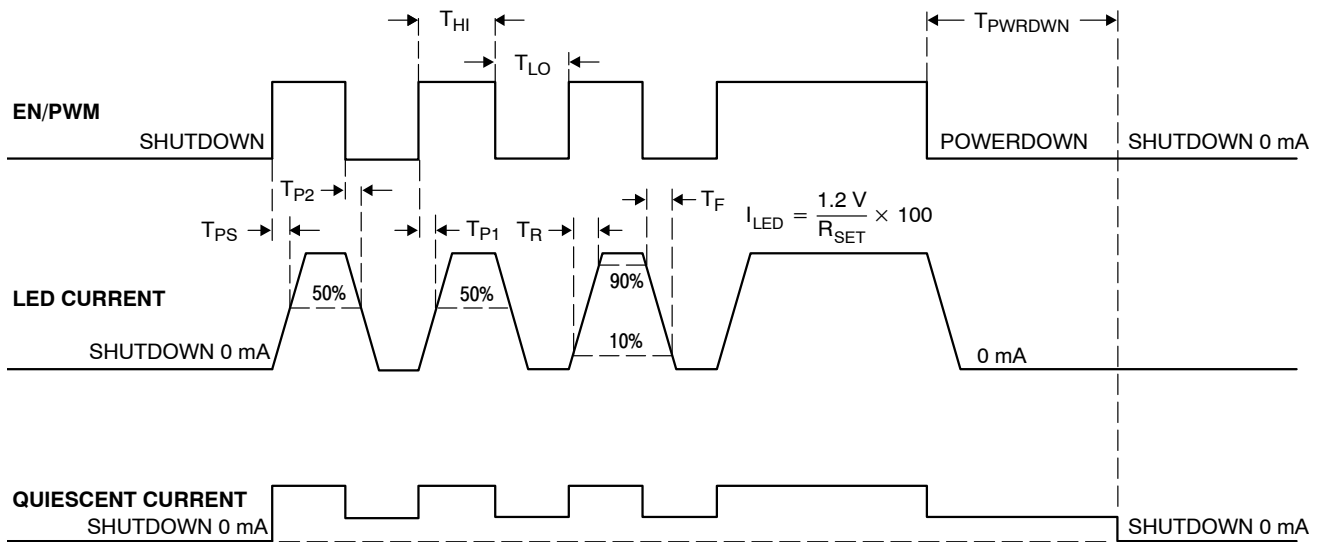 T_HI
T_PWRDWN
T_LO
EN/PWM
SHUTDOWN
POWERDOWN
SHUTDOWN 0 mA
T_P2
T_F
I_LED = 1.2 V / R_SET × 100
T_PS
T_P1
T_R
50%
50%
90%
LED CURRENT
10%
SHUTDOWN 0 mA
0 mA
QUIESCENT CURRENT
SHUTDOWN 0 mA
SHUTDOWN 0 mA